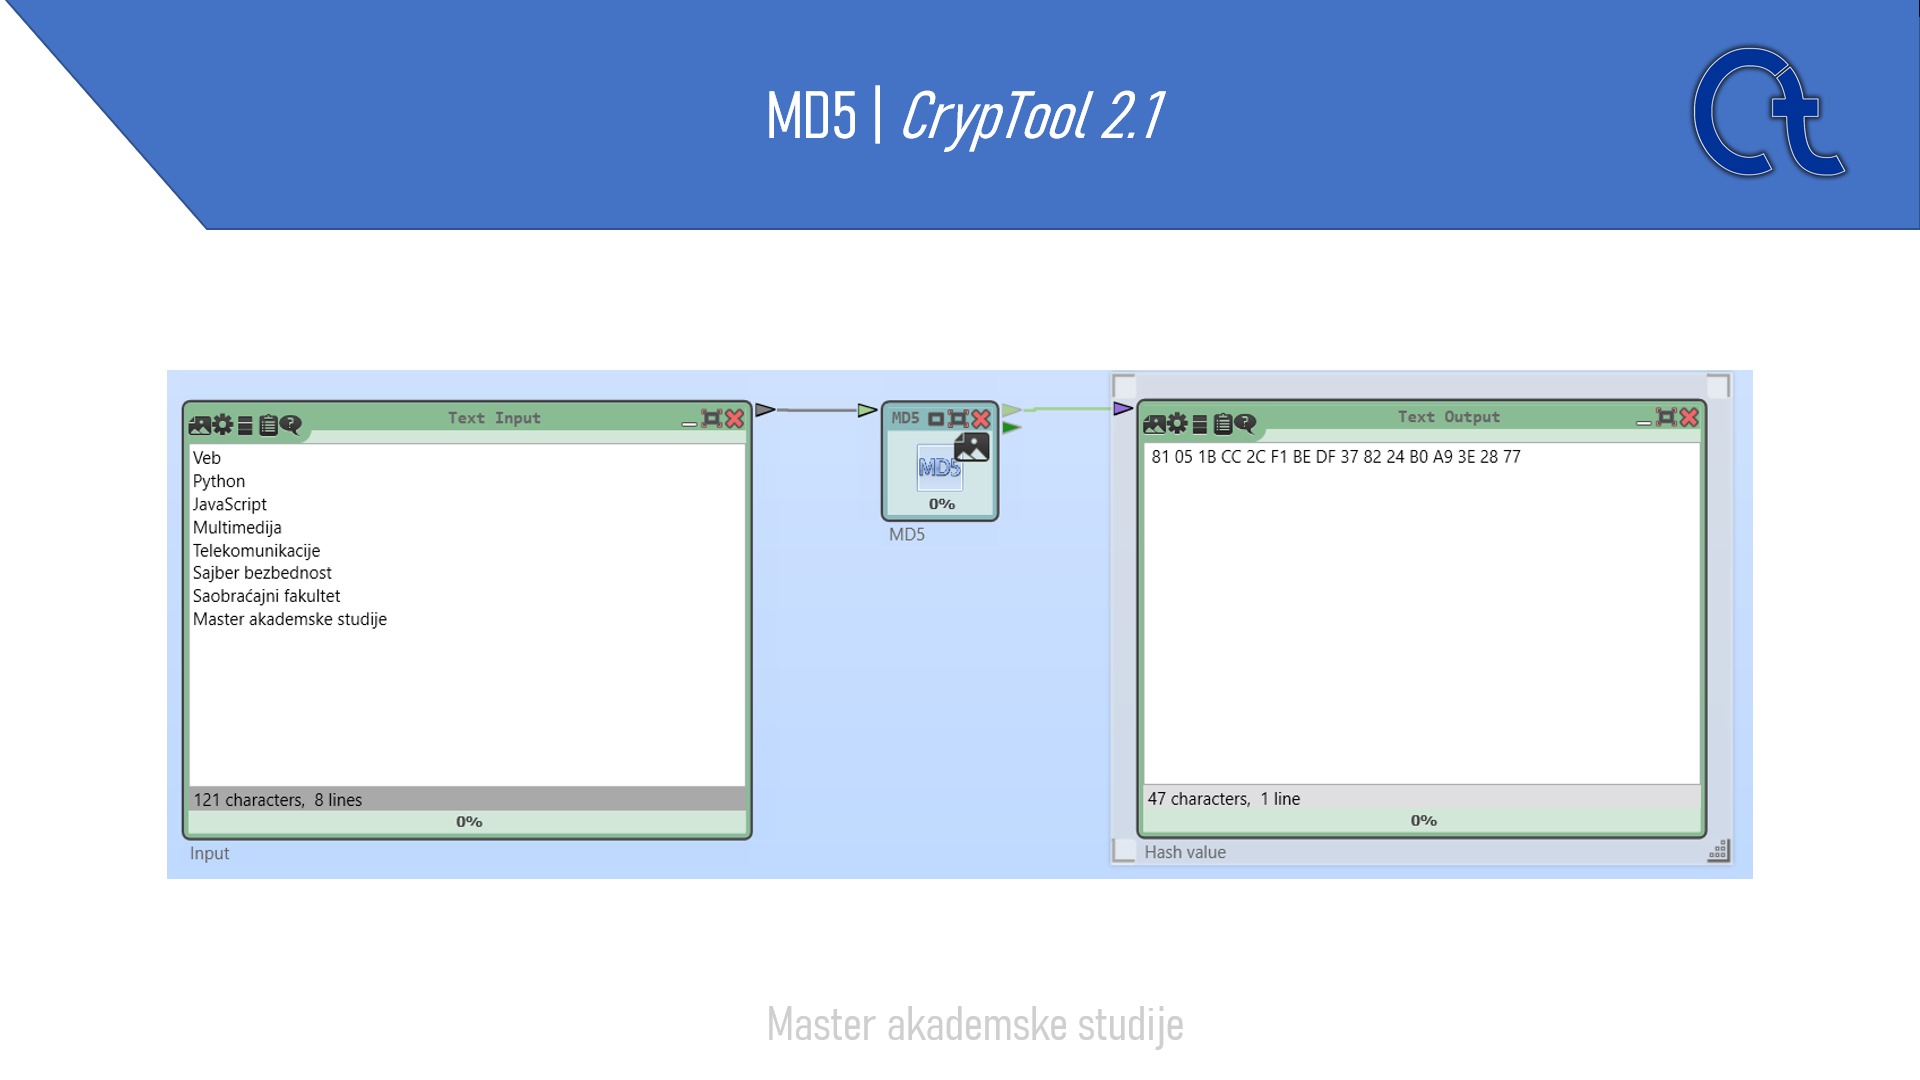 MD5 | CrypTool 2.1
Ct
Text Input
Veb
Python
JavaScript
Multimedija
Telekomunikacije
Sajber bezbednost
Saobraćajni fakultet
Master akademske studije
121 characters,  8 lines
0%
Input
MD5
MD5
0%
MD5
Text Output
81 05 1B CC 2C F1 BE DF 37 82 24 B0 A9 3E 28 77
47 characters,  1 line
0%
Hash value
Master akademske studije